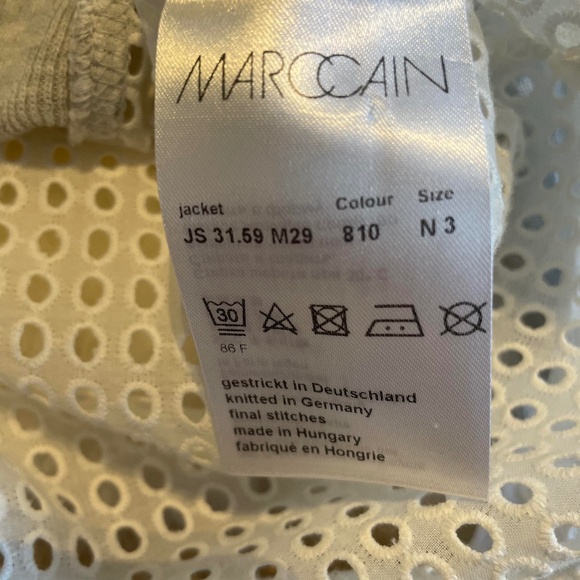 MARCCAIN
jacket Colour Size
JS 31.59 M29 810 N 3
30
86 F
gestrickt in Deutschland
knitted in Germany
final stitches
made in Hungary
fabriqué en Hongrie